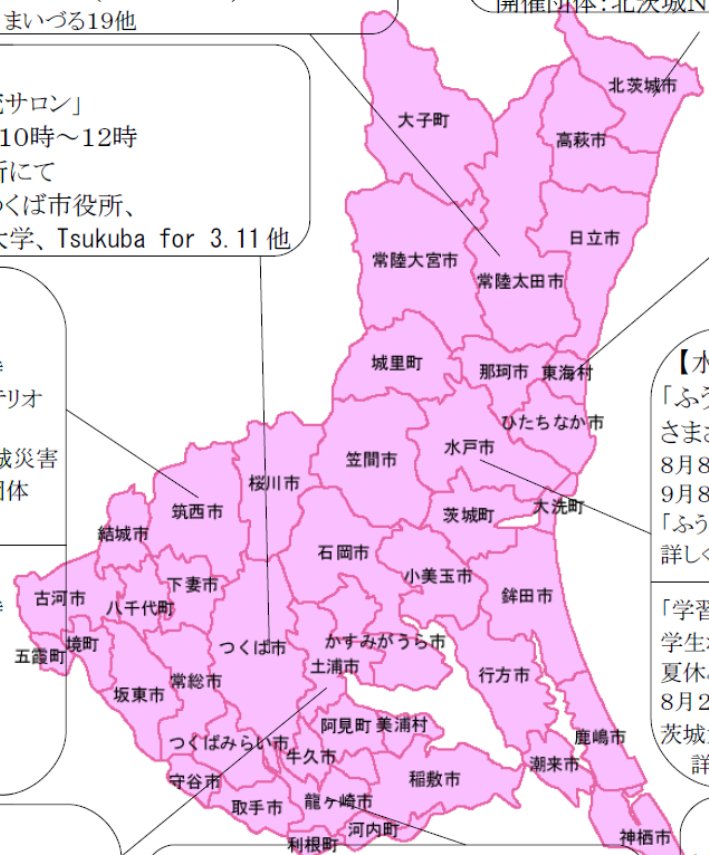 まいづる19他
サロン」
10時～12時
にて
くば市役所、
大学、Tsukuba for 3.11他
テリオ
城災害
団体
開催団体：北茨城N
【水
「ふう
さまざ
8月8
9月8
「ふう
詳しく
「学習
学生
夏休
8月2
茨城
詳
北茨城市
大子町
高萩市
日立市
常陸大宮市
常陸太田市
城里町
那珂市
東海村
ひたちなか市
水戸市
笠間市
桜川市
筑西市
茨城町
大洗町
結城市
石岡市
小美玉市
下妻市
古河市
八千代町
鉾田市
かすみがうら市
つくば市
境町
五霞町
土浦市
行方市
常総市
坂東市
阿見町
美浦村
鹿嶋市
つくばみらい市
牛久市
潮来市
守谷市
稲敷市
取手市
龍ヶ崎市
河内町
利根町
神栖市